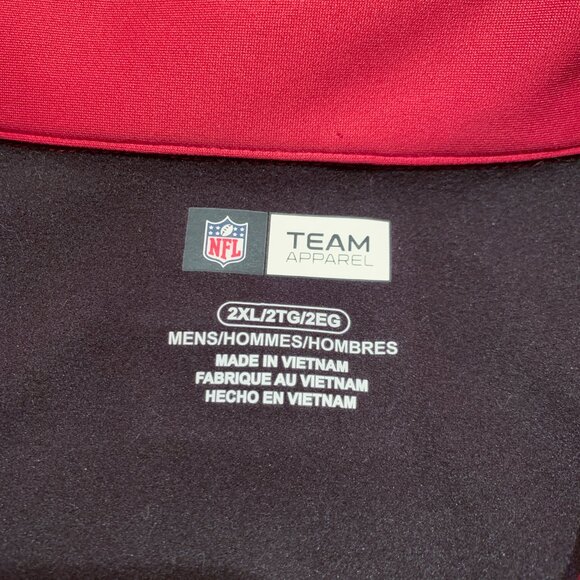 NFL
TEAM
APPAREL
2XL/2TG/2EG
MENS/HOMMES/HOMBRES
MADE IN VIETNAM
FABRIQUE AU VIETNAM
HECHO EN VIETNAM